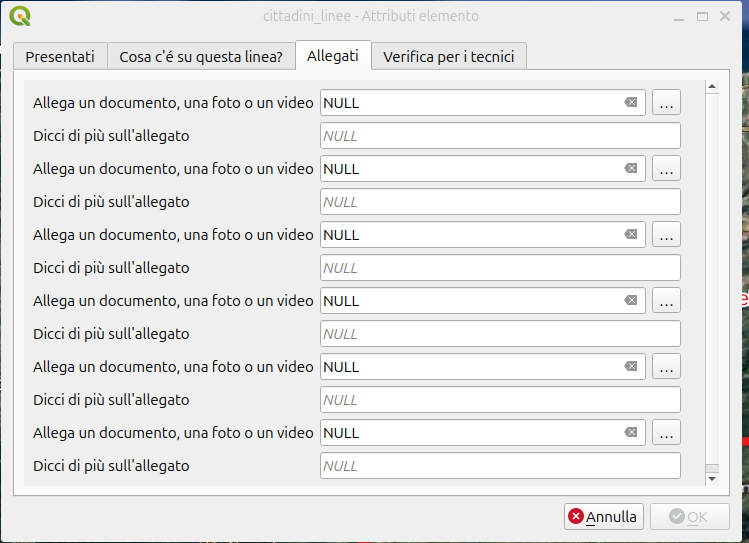 cittadini_linee - Attributi elemento
Presentati Cosa c'é su questa linea? Allegati Verifica per i tecnici
Allega un documento, una foto o un video NULL ...
Dicci di più sull'allegato NULL
Allega un documento, una foto o un video NULL ...
Dicci di più sull'allegato NULL
Allega un documento, una foto o un video NULL ...
Dicci di più sull'allegato NULL
Allega un documento, una foto o un video NULL ...
Dicci di più sull'allegato NULL
Allega un documento, una foto o un video NULL ...
Dicci di più sull'allegato NULL
Allega un documento, una foto o un video NULL ...
Dicci di più sull'allegato NULL
Annulla OK